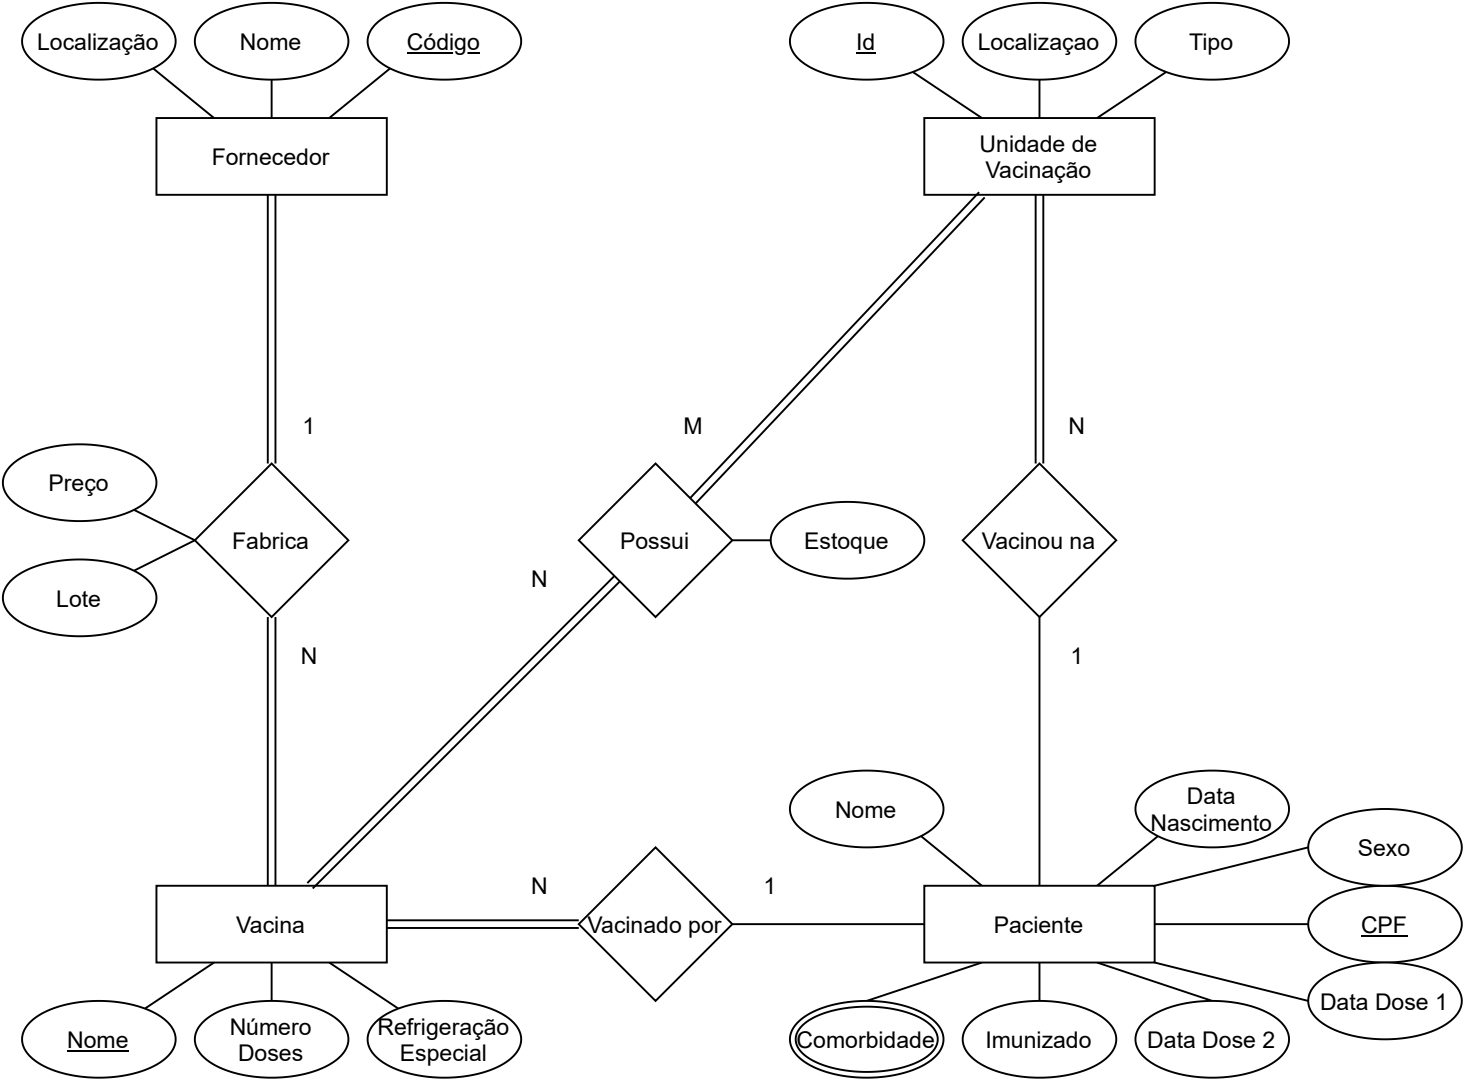 Localização
Nome
Código
Id
Localizaçao
Tipo
Fornecedor
Unidade de
Vacinação
1
M
N
Preço
Fabrica
Possui
Estoque
Vacinou na
N
Lote
N
1
Nome
Data
Nascimento
Sexo
N
1
Vacina
Vacinado por
Paciente
CPF
Data Dose 1
Nome
Número
Doses
Refrigeração
Especial
Comorbidade
Imunizado
Data Dose 2